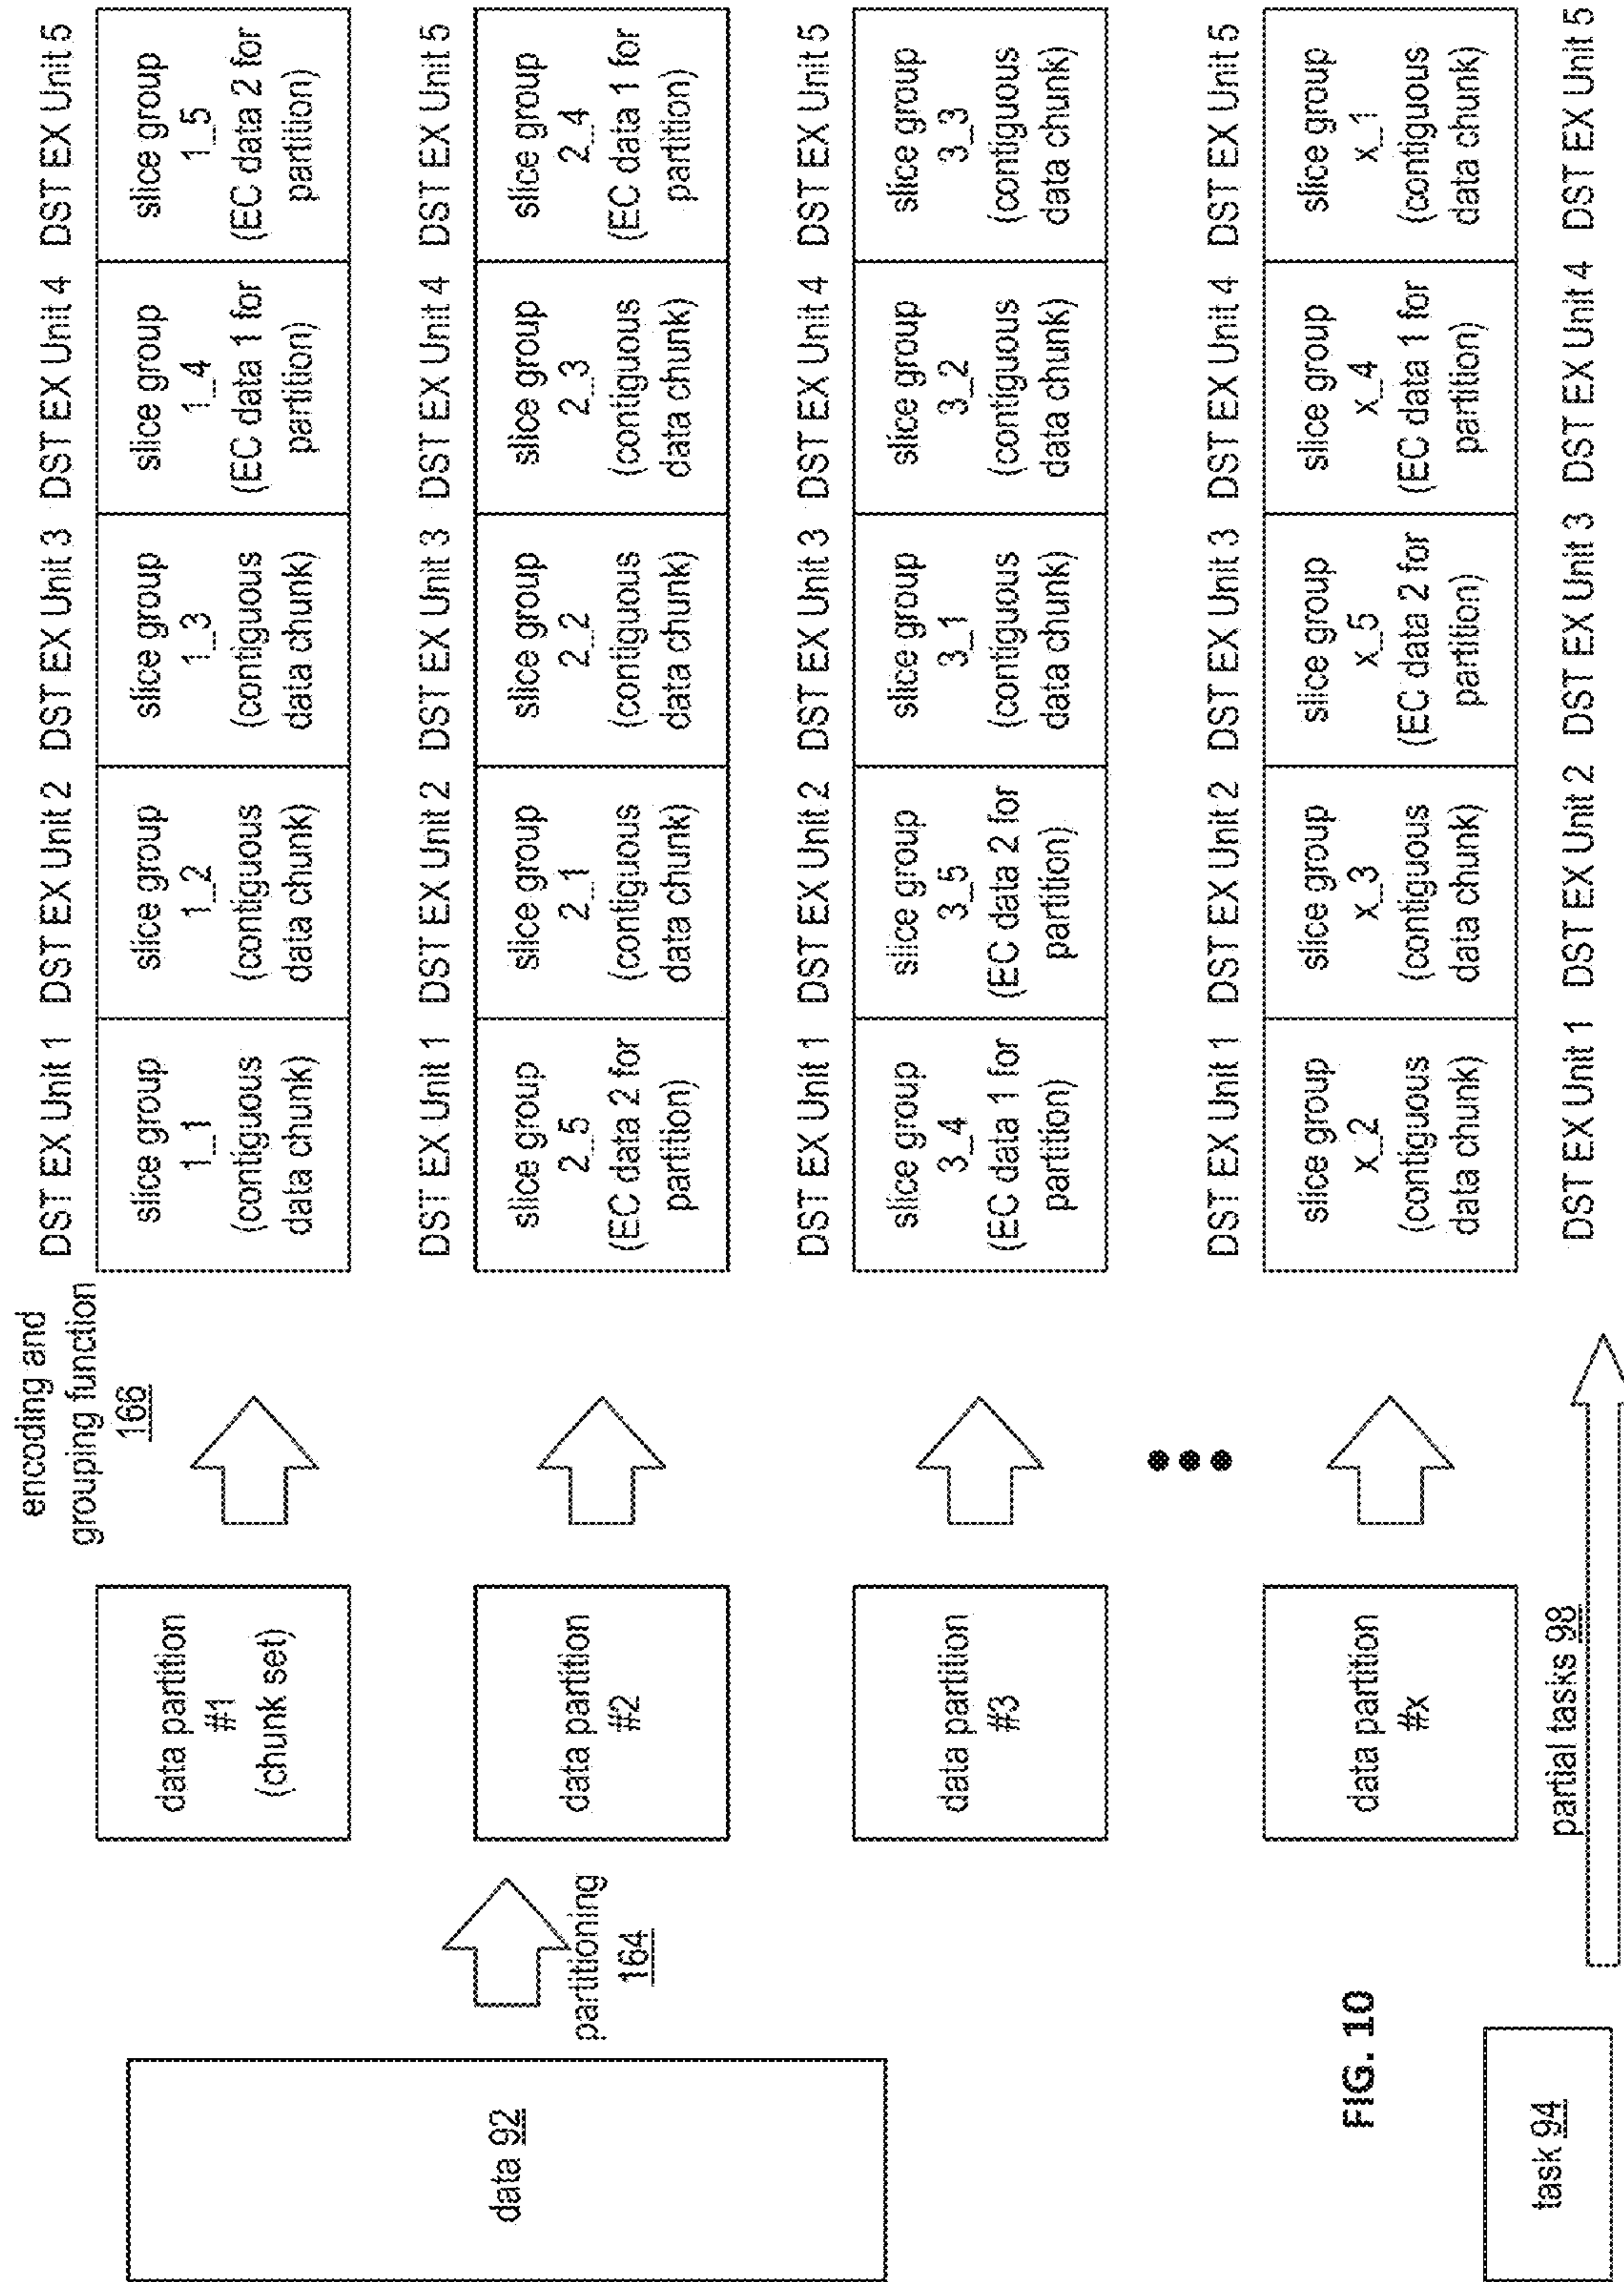 encoding and
grouping function
166
data 92
partitioning
164
data partition
#1
(chunk set)
DST EX Unit 1
slice group
1_1
(contiguous
data chunk)
DST EX Unit 2
slice group
1_2
(contiguous
data chunk)
DST EX Unit 3
slice group
1_3
(contiguous
data chunk)
DST EX Unit 4
slice group
1_4
(EC data 1 for
partition)
DST EX Unit 5
slice group
1_5
(EC data 2 for
partition)
data partition
#2
DST EX Unit 1
slice group
2_5
(EC data 2 for
partition)
DST EX Unit 2
slice group
2_1
(contiguous
data chunk)
DST EX Unit 3
slice group
2_2
(contiguous
data chunk)
DST EX Unit 4
slice group
2_3
(contiguous
data chunk)
DST EX Unit 5
slice group
2_4
(EC data 1 for
partition)
data partition
#3
DST EX Unit 1
slice group
3_4
(EC data 1 for
partition)
DST EX Unit 2
slice group
3_5
(EC data 2 for
partition)
DST EX Unit 3
slice group
3_1
(contiguous
data chunk)
DST EX Unit 4
slice group
3_2
(contiguous
data chunk)
DST EX Unit 5
slice group
3_3
(contiguous
data chunk)
data partition
#x
DST EX Unit 1
slice group
x_2
(contiguous
data chunk)
DST EX Unit 2
slice group
x_3
(contiguous
data chunk)
DST EX Unit 3
slice group
x_5
(EC data 2 for
partition)
DST EX Unit 4
slice group
x_4
(EC data 1 for
partition)
DST EX Unit 5
slice group
x_1
(contiguous
data chunk)
FIG. 10
task 94
partial tasks 98
DST EX Unit 1
DST EX Unit 2
DST EX Unit 3
DST EX Unit 4
DST EX Unit 5